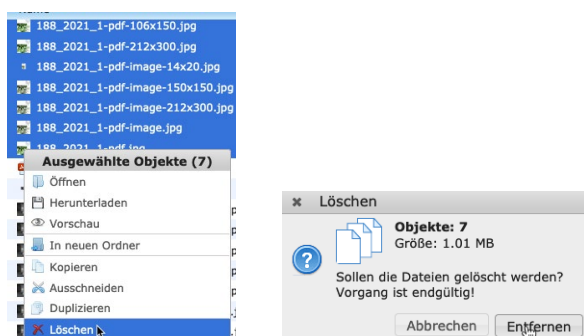 188_2021_1-pdf-106x150.jpg
188_2021_1-pdf-212x300.jpg
188_2021_1-pdf-image-14x20.jpg
188_2021_1-pdf-image-150x150.jpg
188_2021_1-pdf-image-212x300.jpg
188_2021_1-pdf-image.jpg
188_2021_1-pdf.jpg
Ausgewählte Objekte (7)
Öffnen
Herunterladen
Vorschau
In neuen Ordner
Kopieren
Ausschneiden
Duplizieren
Löschen
Löschen
Objekte: 7
Größe: 1.01 MB
Sollen die Dateien gelöscht werden?
Vorgang ist endgültig!
Abbrechen
Entfernen